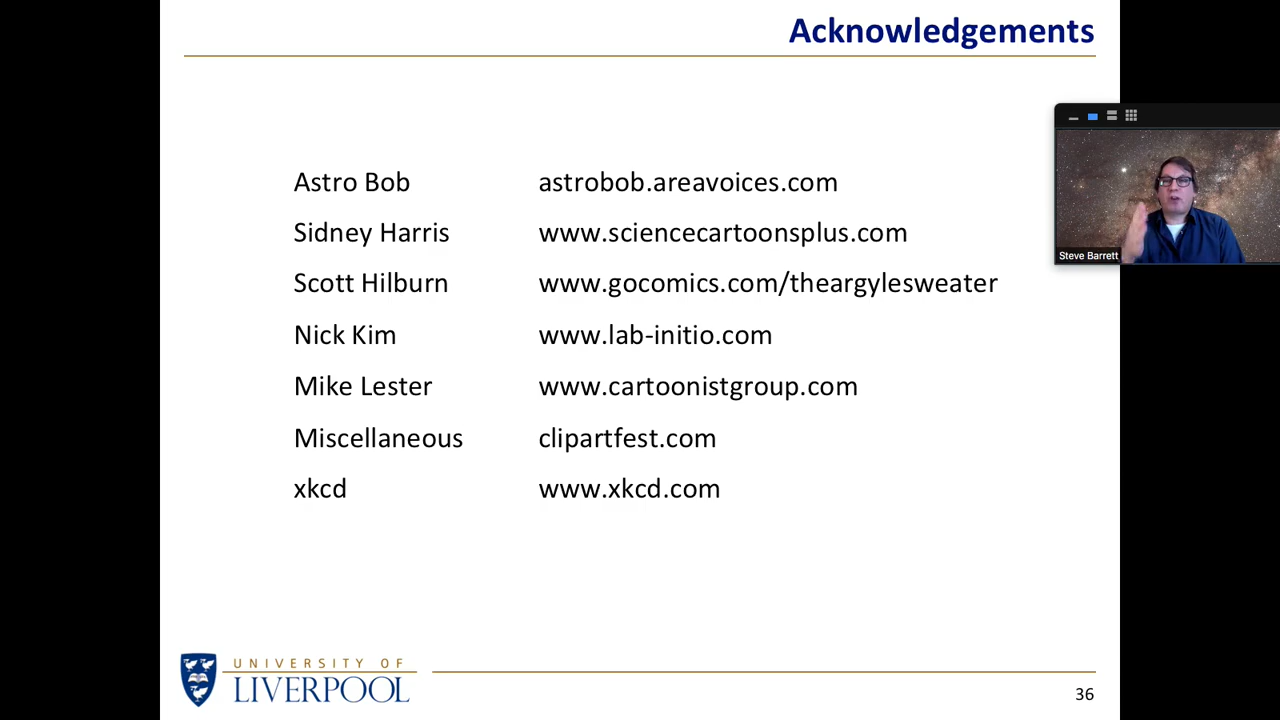 Acknowledgements
Astro Bob astrobob.areavoices.com
Sidney Harris www.sciencecartoonsplus.com
Scott Hilburn www.gocomics.com/theargylesweater
Nick Kim www.lab-initio.com
Mike Lester www.cartoonistgroup.com
Miscellaneous clipartfest.com
xkcd www.xkcd.com
Steve Barrett
UNIVERSITY OF
LIVERPOOL
36